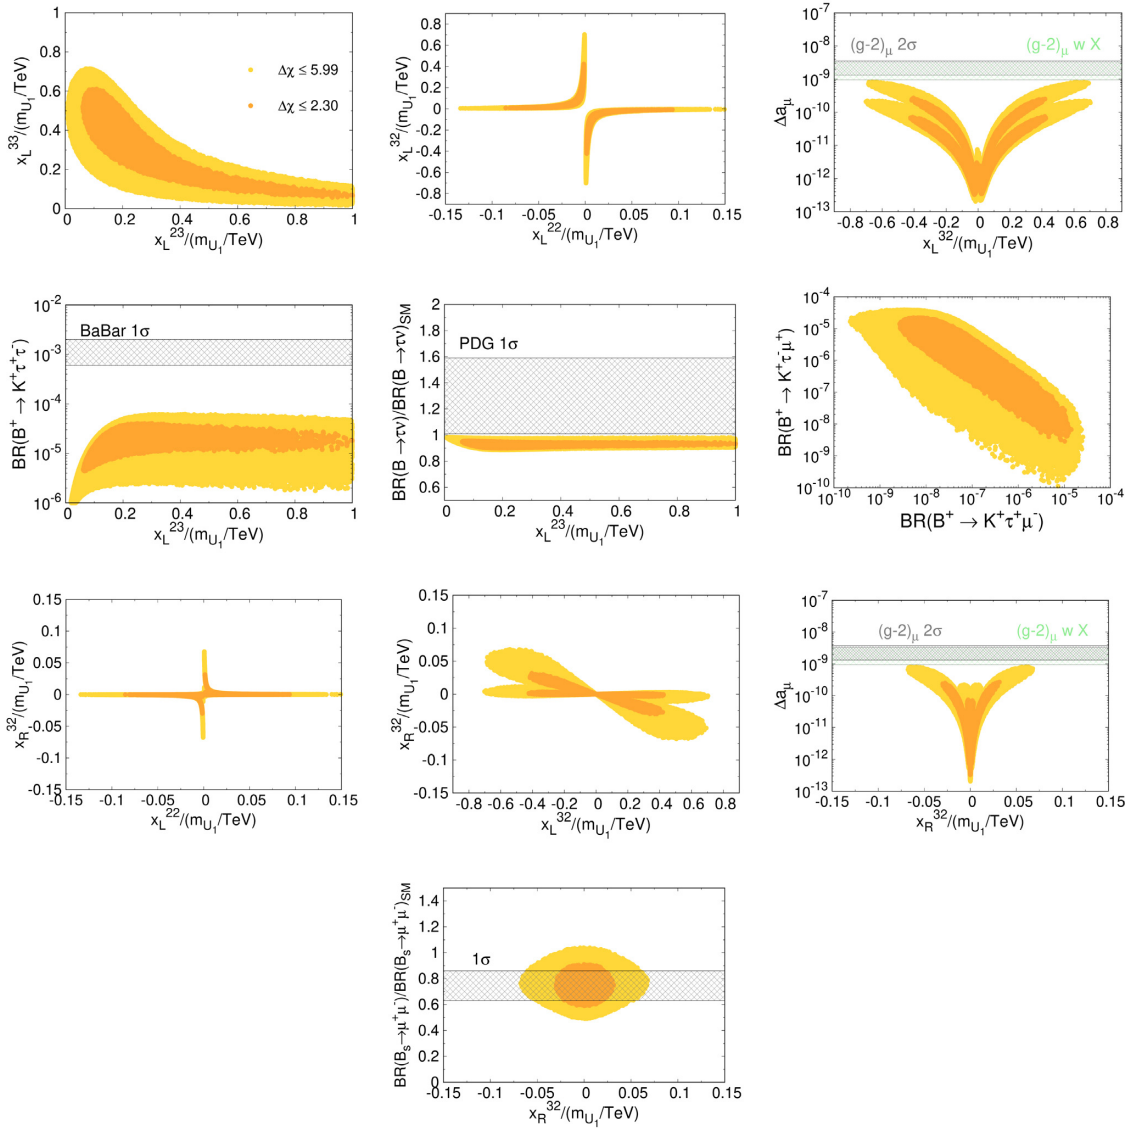 x_L^33/(m_U1/TeV)
1
0.8
0.6
0.4
0.2
0
Δχ ≤ 5.99
Δχ ≤ 2.30
0 0.2 0.4 0.6 0.8 1
x_L^23/(m_U1/TeV)
x_L^32/(m_U1/TeV)
0.8
0.6
0.4
0.2
0
-0.2
-0.4
-0.6
-0.8
-0.15 -0.1 -0.05 0 0.05 0.1 0.15
x_L^22/(m_U1/TeV)
Δa_μ
10^-7
10^-8
10^-9
10^-10
10^-11
10^-12
10^-13
(g-2)_μ 2σ (g-2)_μ w X
-0.8 -0.6 -0.4 -0.2 0 0.2 0.4 0.6 0.8
x_L^32/(m_U1/TeV)
BR(B^+ → K^+ τ^+ τ^-)
10^-2
10^-3
10^-4
10^-5
10^-6
BaBar 1σ
0 0.2 0.4 0.6 0.8 1
x_L^23/(m_U1/TeV)
BR(B → τν)/BR(B → τν)_SM
2
1.8
1.6
1.4
1.2
1
0.8
0.6
PDG 1σ
0 0.2 0.4 0.6 0.8 1
x_L^23/(m_U1/TeV)
BR(B^+ → K^+ τ^- μ^+)
10^-4
10^-5
10^-6
10^-7
10^-8
10^-9
10^-10
10^-10 10^-9 10^-8 10^-7 10^-6 10^-5 10^-4
BR(B^+ → K^+ τ^+ μ^-)
x_R^32/(m_U1/TeV)
0.15
0.1
0.05
0
-0.05
-0.1
-0.15
-0.15 -0.1 -0.05 0 0.05 0.1 0.15
x_L^22/(m_U1/TeV)
x_R^32/(m_U1/TeV)
0.15
0.1
0.05
0
-0.05
-0.1
-0.15
-0.8 -0.6 -0.4 -0.2 0 0.2 0.4 0.6 0.8
x_L^32/(m_U1/TeV)
Δa_μ
10^-7
10^-8
10^-9
10^-10
10^-11
10^-12
10^-13
(g-2)_μ 2σ (g-2)_μ w X
-0.15 -0.1 -0.05 0 0.05 0.1 0.15
x_R^32/(m_U1/TeV)
BR(B_s→μ^+μ^-)/BR(B_s→μ^+μ^-)_SM
1.4
1.2
1
0.8
0.6
0.4
0.2
0
1σ
-0.15 -0.1 -0.05 0 0.05 0.1 0.15
x_R^32/(m_U1/TeV)